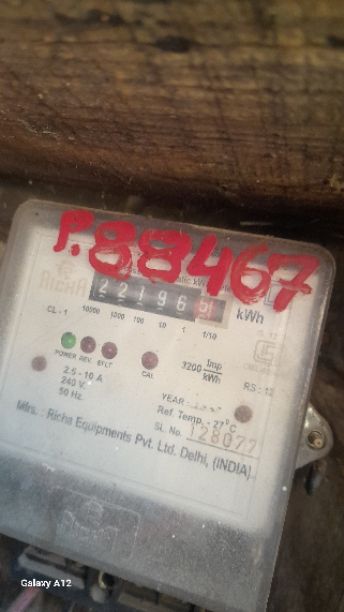 P.88467
RICHA
22196
kWh
CL.-1 10000 1000 100 10 1 1/10
POWER REV. E/LT CAL 3200 Imp/kWh
2.5 - 10 A RS: 12
240 V. YEARS:
50 Hz. Ref. Temp. - 27°C
SL. No. 128077
Mfrs. : Richa Equipments Pvt. Ltd. Delhi, (INDIA)
Galaxy A12